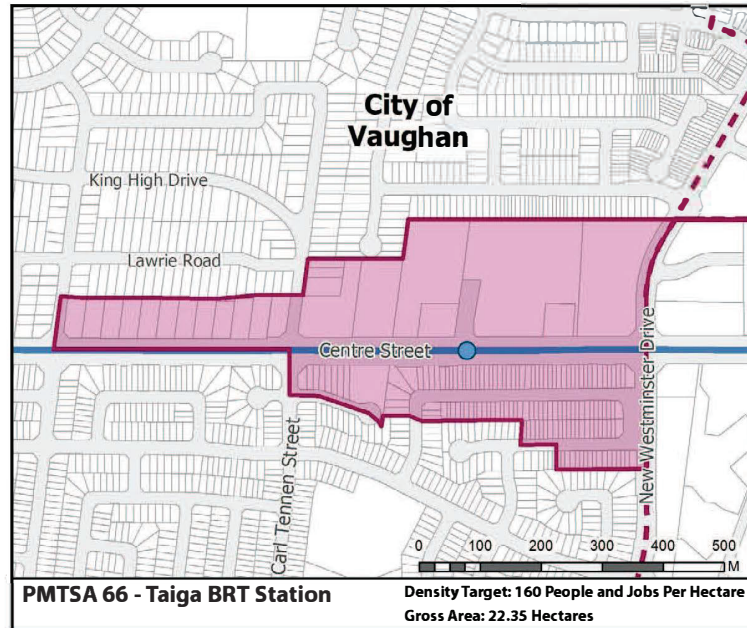 City of
Vaughan
King High Drive
Lawrie Road
Centre Street
New Westminster Drive
Carl Tennen Street
0 100 200 300 400 500
M
PMTSA 66 - Taiga BRT Station
Density Target: 160 People and Jobs Per Hectare
Gross Area: 22.35 Hectares